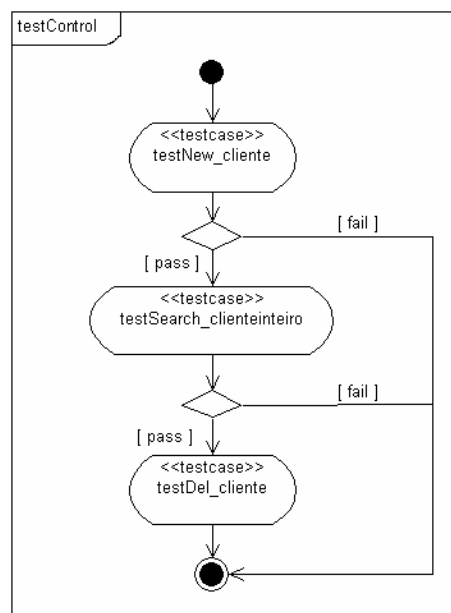 testControl
<<testcase>>
testNew_cliente
[ fail ]
[ pass ]
<<testcase>>
testSearch_clienteinteiro
[ fail ]
[ pass ]
<<testcase>>
testDel_cliente